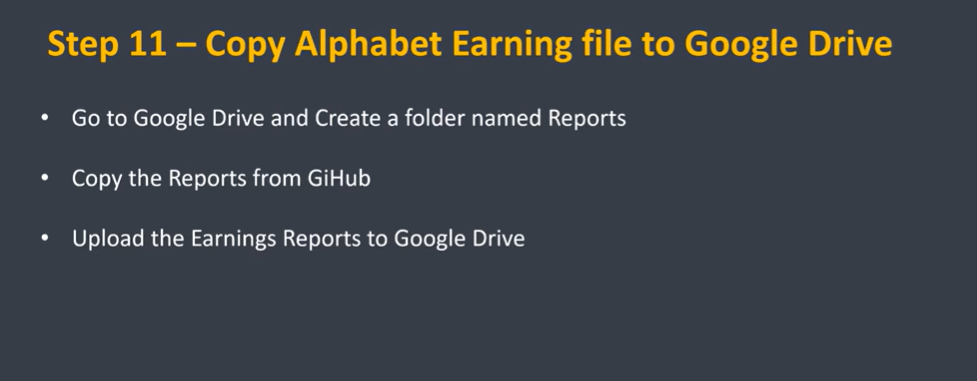 Step 11 – Copy Alphabet Earning file to Google Drive
• Go to Google Drive and Create a folder named Reports
• Copy the Reports from GiHub
• Upload the Earnings Reports to Google Drive